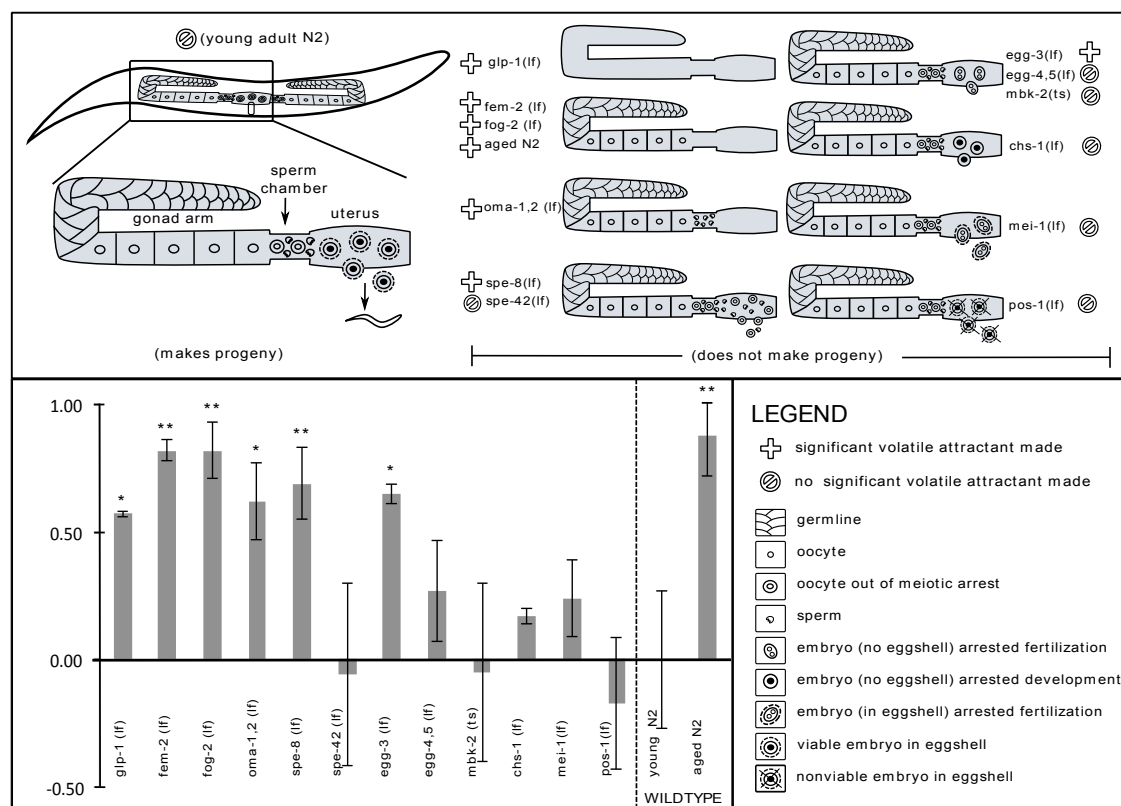 (young adult N2)
sperm
chamber
gonad arm
uterus
(makes progeny)
glp-1(lf)
fem-2 (lf)
fog-2 (lf)
aged N2
oma-1,2 (lf)
spe-8(lf)
spe-42(lf)
egg-3(lf)
egg-4,5(lf)
mbk-2(ts)
chs-1(lf)
mei-1(lf)
pos-1(lf)
(does not make progeny)
1.00
0.50
0.00
-0.50
*
**
**
*
**
*
**
glp-1 (lf)
fem-2 (lf)
fog-2 (lf)
oma-1,2 (lf)
spe-8 (lf)
spe-42 (lf)
egg-3 (lf)
egg-4,5 (lf)
mbk-2 (ts)
chs-1 (lf)
mei-1(lf)
pos-1(lf)
young N2
aged N2
WILDTYPE
LEGEND
significant volatile attractant made
no significant volatile attractant made
germline
oocyte
oocyte out of meiotic arrest
sperm
embryo (no eggshell) arrested fertilization
embryo (no eggshell) arrested development
embryo (in eggshell) arrested fertilization
viable embryo in eggshell
nonviable embryo in eggshell